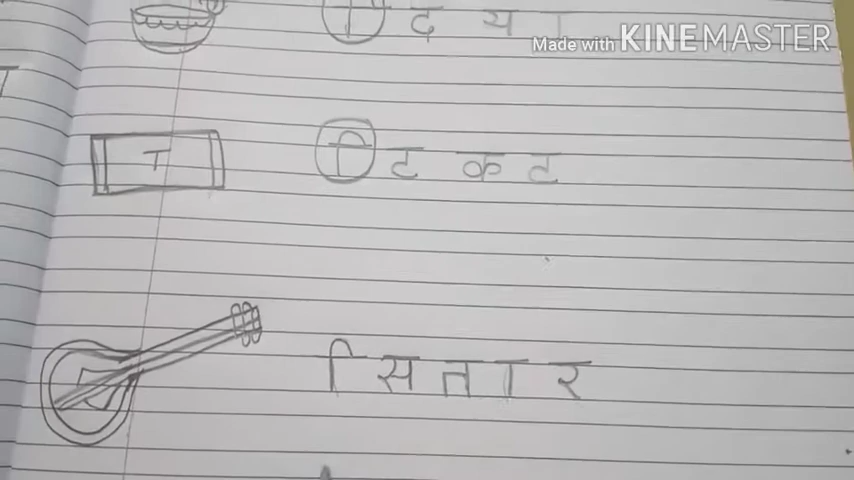 Made with KINEMASTER
ि द य ा
T ि ट क ट
ि स त ा र